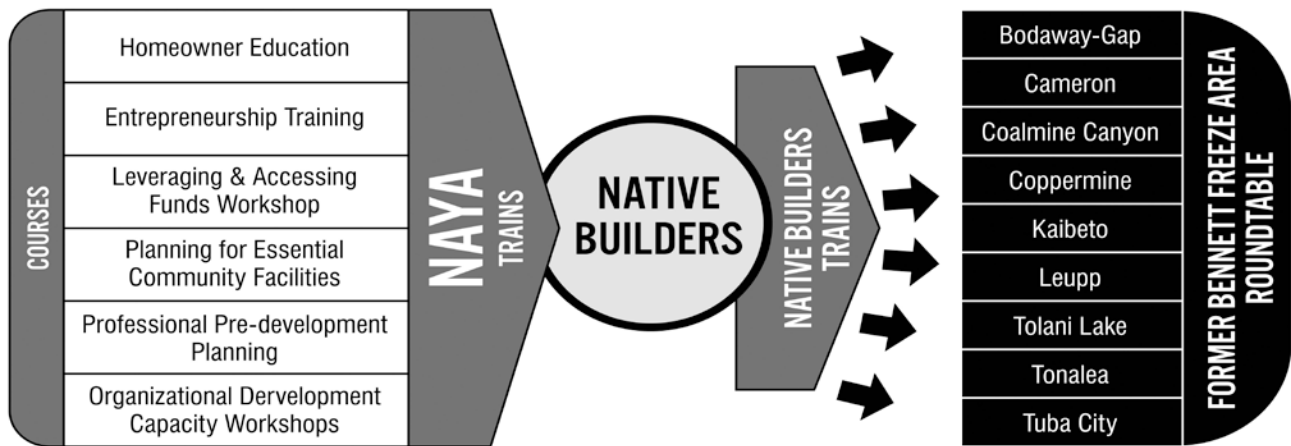 COURSES
Homeowner Education
Entrepreneurship Training
Leveraging & Accessing
Funds Workshop
Planning for Essential
Community Facilities
Professional Pre-development
Planning
Organizational Dervelopment
Capacity Workshops
NAYA
TRAINS
NATIVE
BUILDERS
NATIVE BUILDERS
TRAINS
Bodaway-Gap
Cameron
Coalmine Canyon
Coppermine
Kaibeto
Leupp
Tolani Lake
Tonalea
Tuba City
FORMER BENNETT FREEZE AREA
ROUNDTABLE